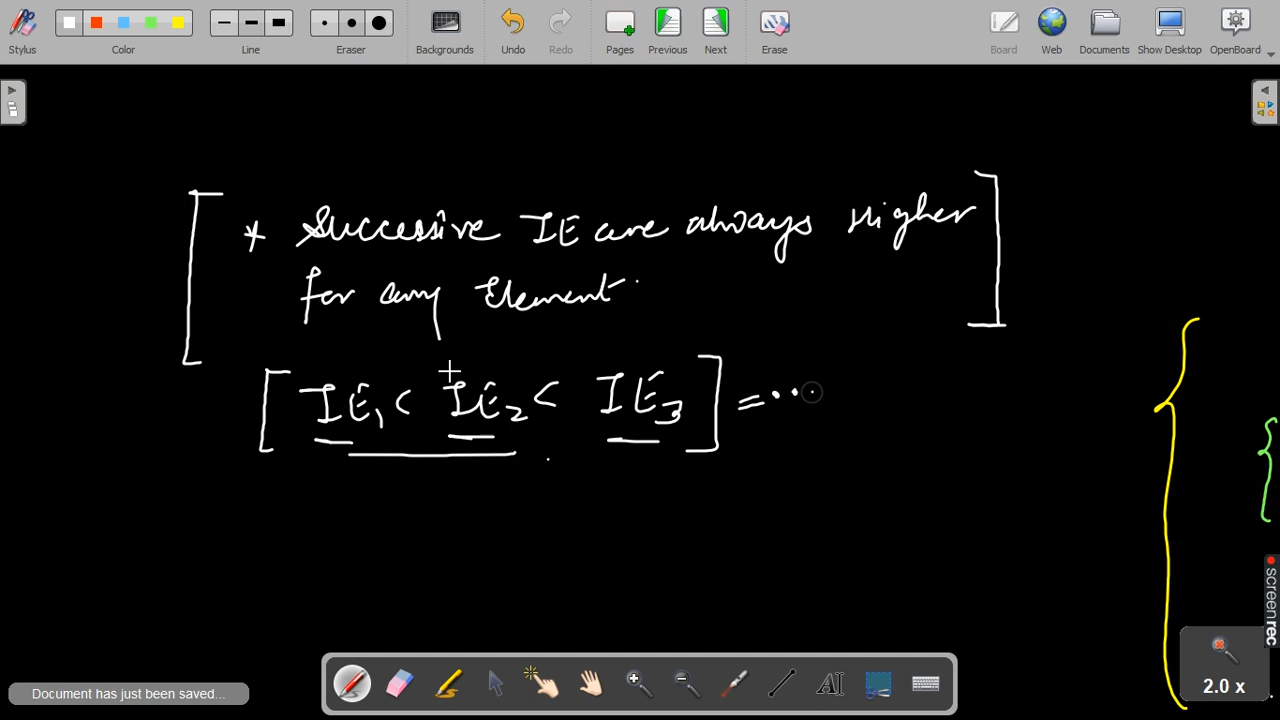 Stylus
Color
Line
Eraser
Backgrounds
Undo
Redo
Pages
Previous
Next
Erase
Board
Web
Documents
Show Desktop
OpenBoard
* Successive IE are always Higher
for any Element.
[ IE₁ < IE₂ < IE₃ ] = ...
screenrec
Document has just been saved...
AI
2.0 x